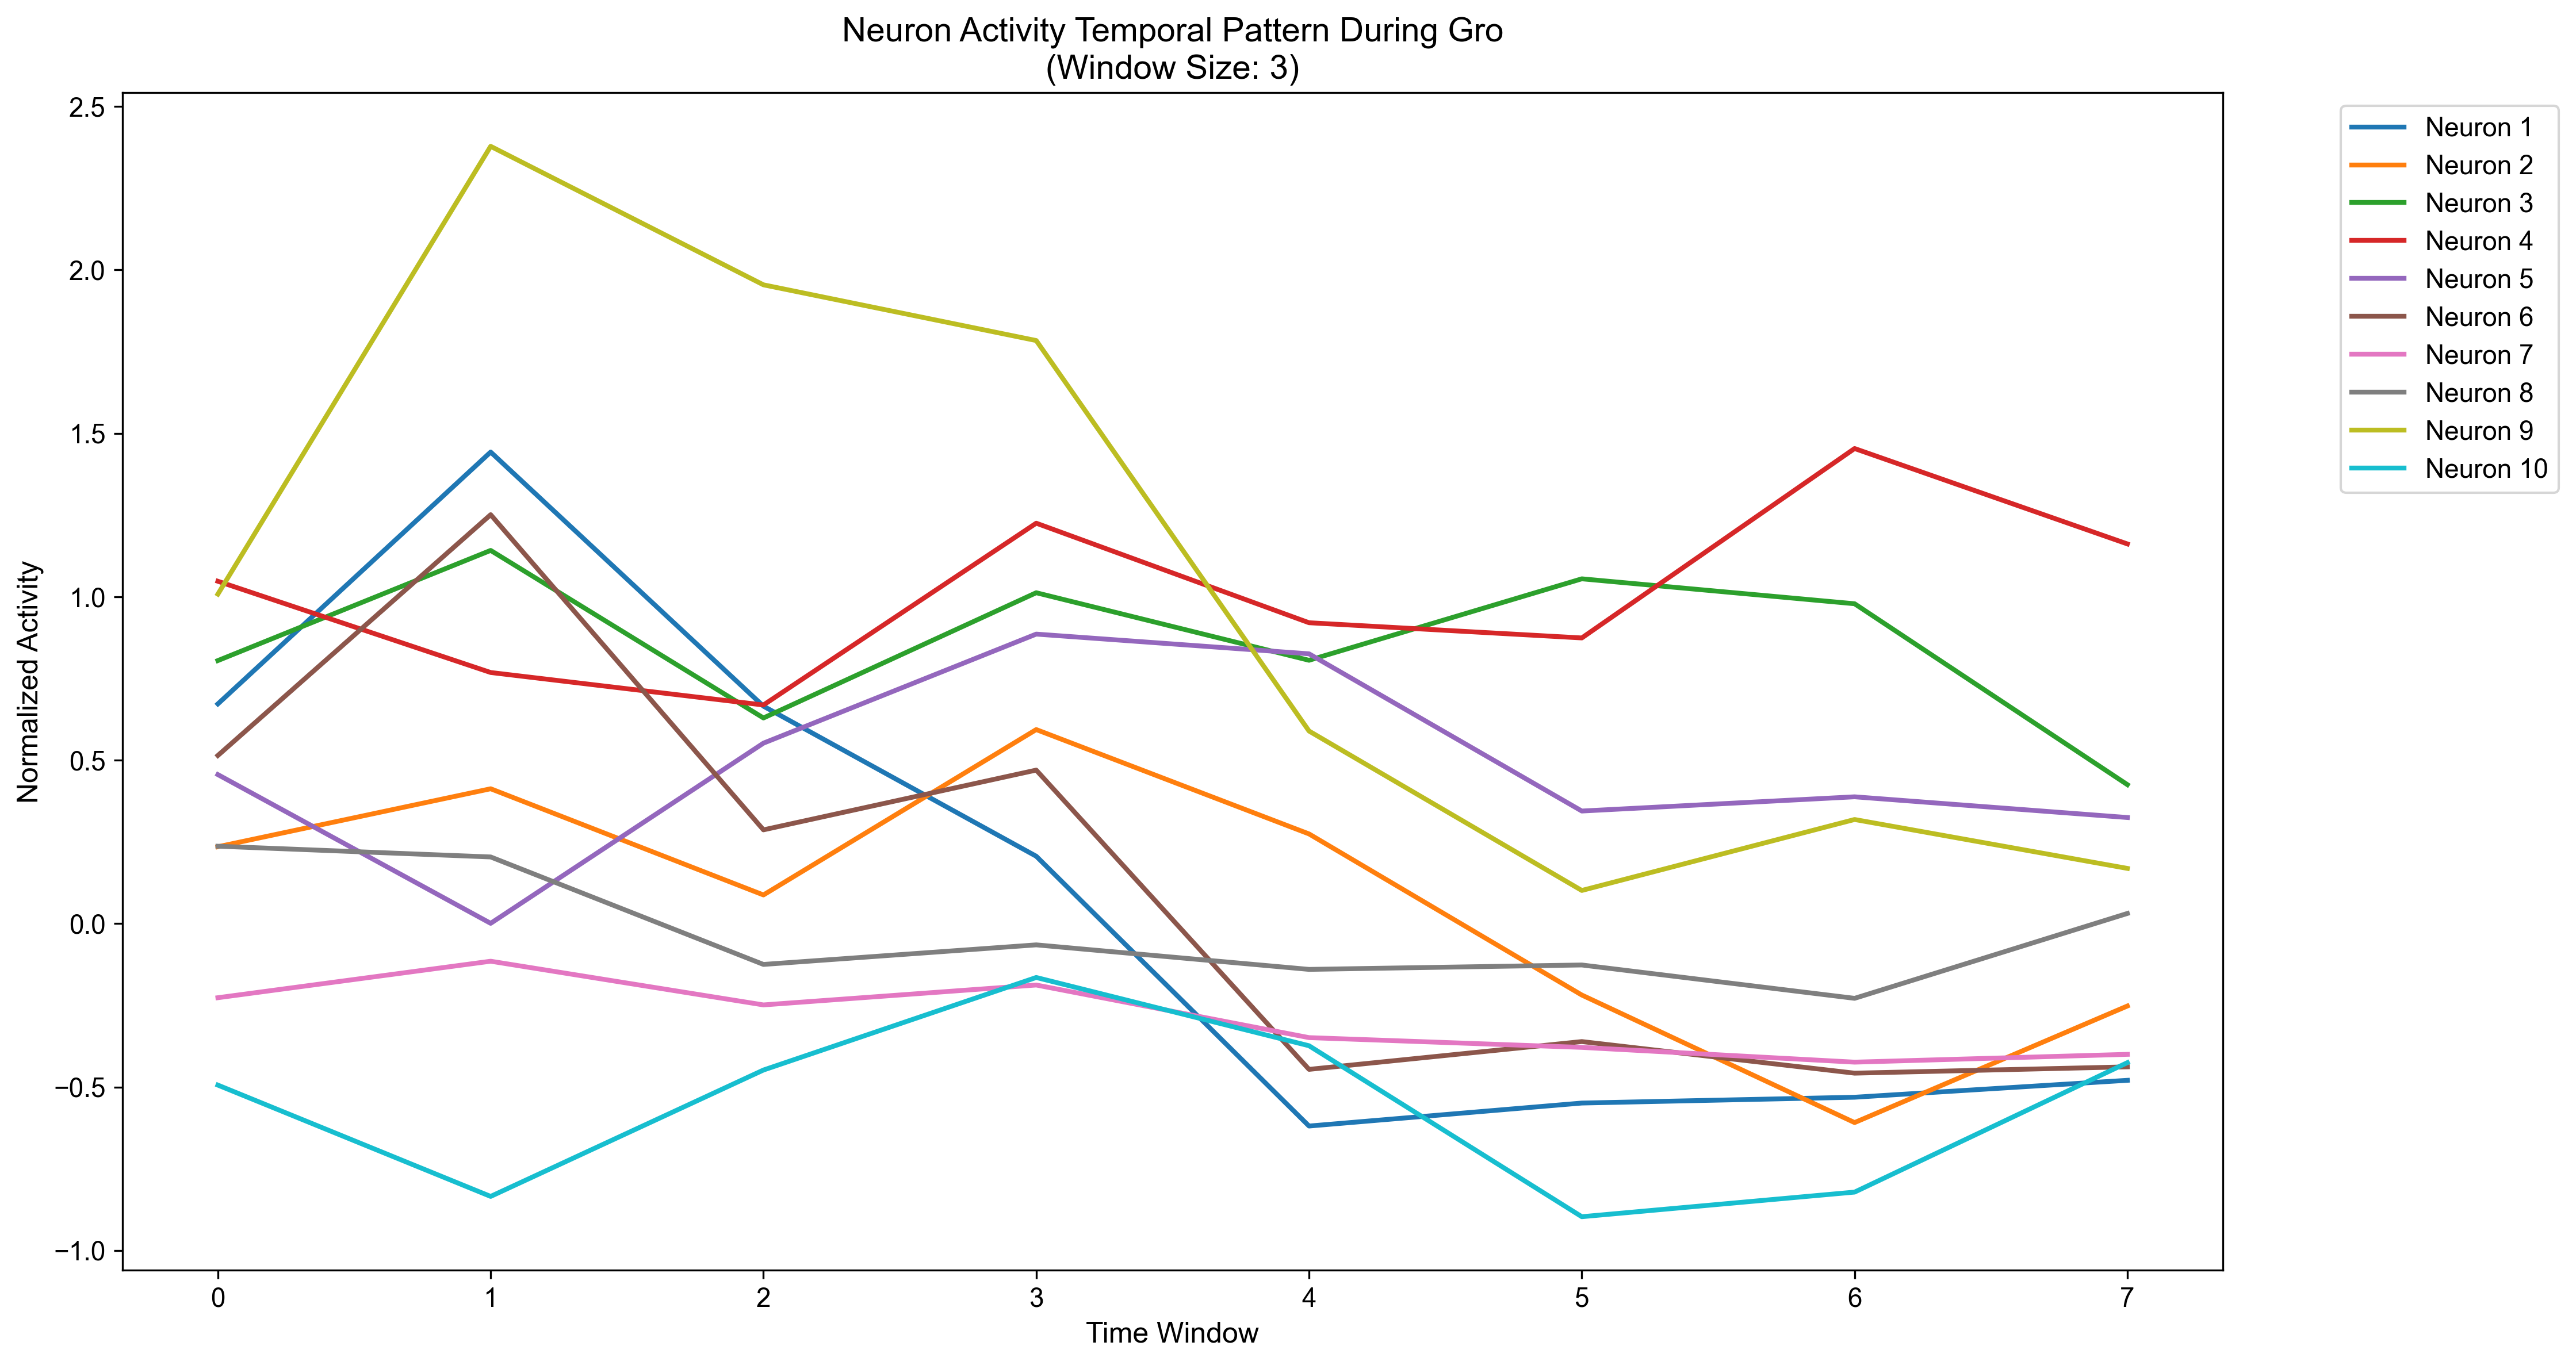 Neuron Activity Temporal Pattern During Gro
(Window Size: 3)
2.5
2.0
1.5
1.0
0.5
0.0
−0.5
−1.0
Normalized Activity
0 1 2 3 4 5 6 7
Time Window
Neuron 1
Neuron 2
Neuron 3
Neuron 4
Neuron 5
Neuron 6
Neuron 7
Neuron 8
Neuron 9
Neuron 10